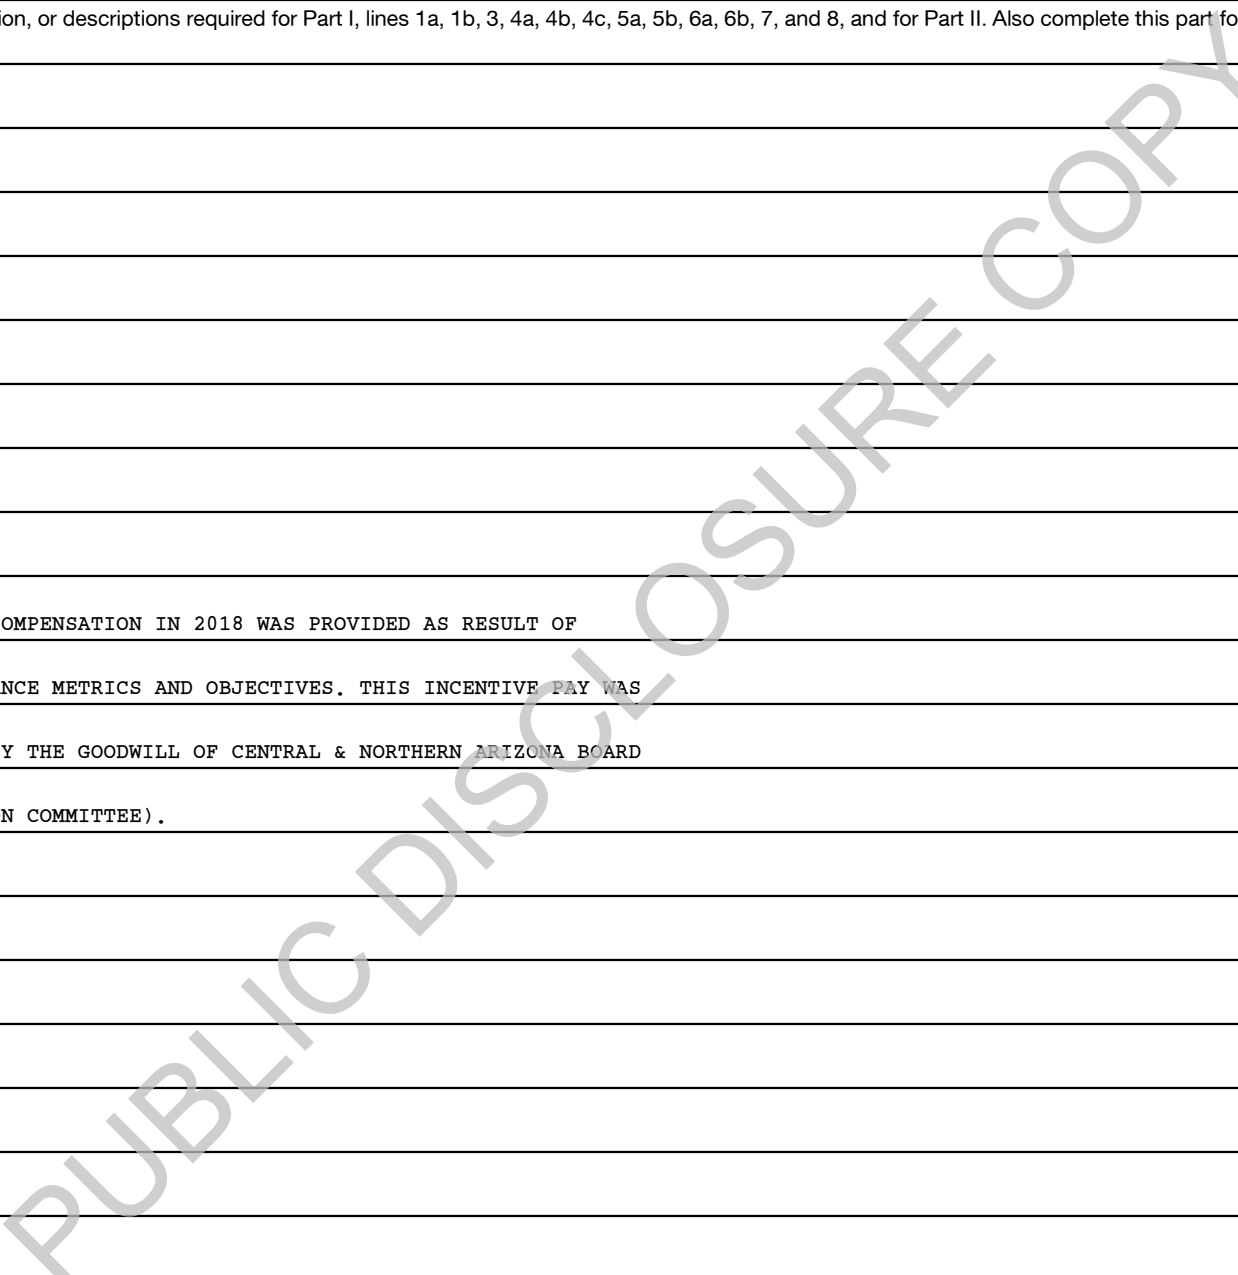 ion, or descriptions required for Part I, lines 1a, 1b, 3, 4a, 4b, 4c, 5a, 5b, 6a, 6b, 7, and 8, and for Part II. Also complete this part fo
OMPENSATION IN 2018 WAS PROVIDED AS RESULT OF
NCE METRICS AND OBJECTIVES. THIS INCENTIVE PAY WAS
Y THE GOODWILL OF CENTRAL & NORTHERN ARIZONA BOARD
N COMMITTEE).
PUBLIC DISCLOSURE COPY